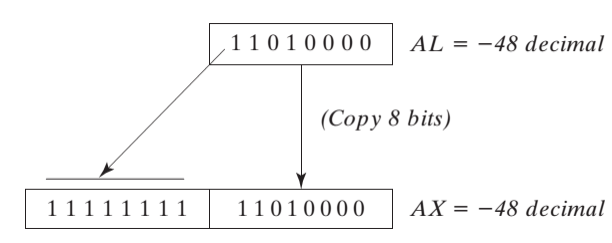 1 1 0 1 0 0 0 0 AL = −48 decimal
(Copy 8 bits)
1 1 1 1 1 1 1 1 1 1 0 1 0 0 0 0 AX = −48 decimal